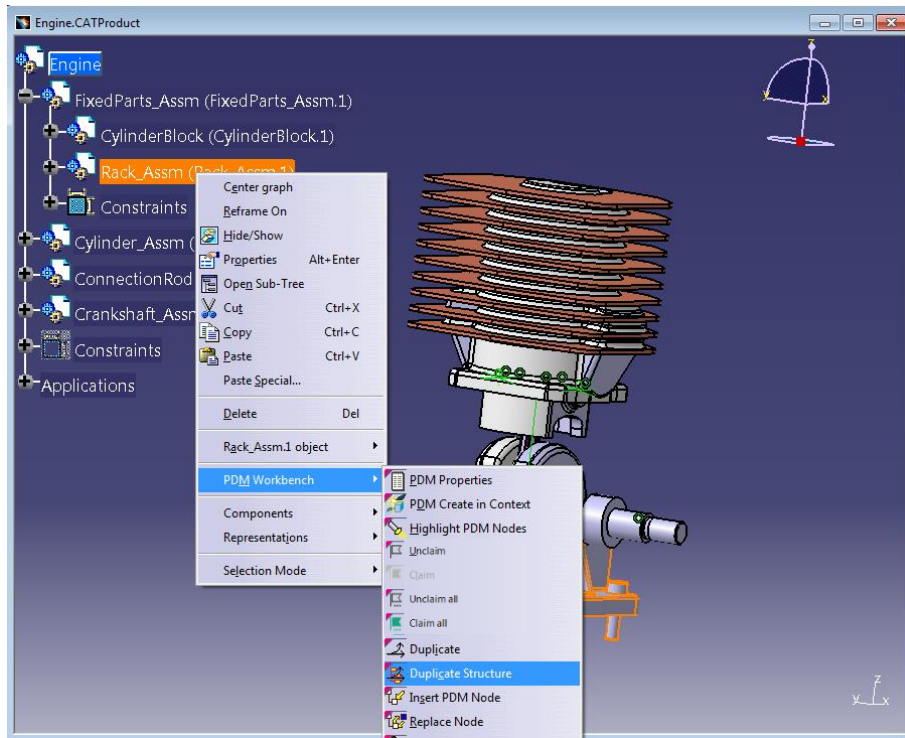 Engine.CATProduct
Engine
FixedParts_Assm (FixedParts_Assm.1)
CylinderBlock (CylinderBlock.1)
Rack_Assm (Rack_Assm.1)
Constraints
Cylinder_Assm (
ConnectionRod
Crankshaft_Assm
Constraints
Applications
Center graph
Reframe On
Hide/Show
Properties Alt+Enter
Open Sub-Tree
Cut Ctrl+X
Copy Ctrl+C
Paste Ctrl+V
Paste Special...
Delete Del
Rack_Assm.1 object
PDM Workbench
Components
Representations
Selection Mode
PDM Properties
PDM Create in Context
Highlight PDM Nodes
Unclaim
Claim
Unclaim all
Claim all
Duplicate
Duplicate Structure
Insert PDM Node
Replace Node
z
y
x
z
y x